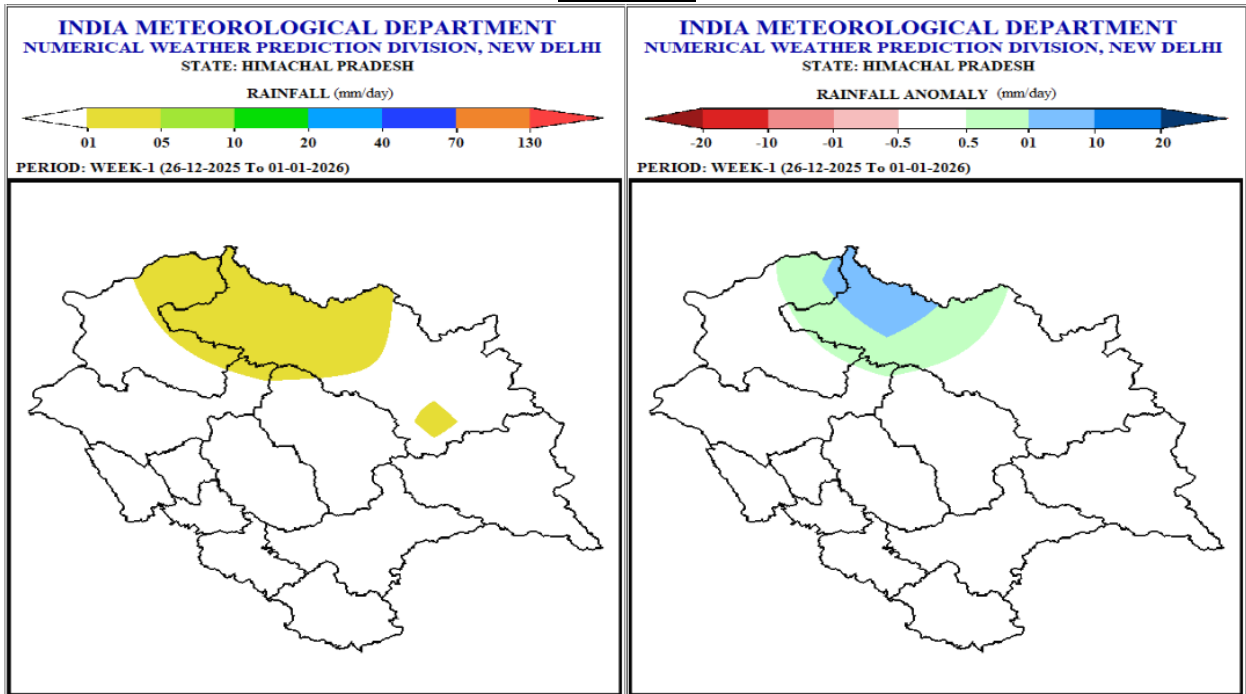 INDIA METEOROLOGICAL DEPARTMENT
NUMERICAL WEATHER PREDICTION DIVISION, NEW DELHI
STATE: HIMACHAL PRADESH
RAINFALL (mm/day)
01 05 10 20 40 70 130
PERIOD: WEEK-1 (26-12-2025 To 01-01-2026)
INDIA METEOROLOGICAL DEPARTMENT
NUMERICAL WEATHER PREDICTION DIVISION, NEW DELHI
STATE: HIMACHAL PRADESH
RAINFALL ANOMALY (mm/day)
-20 -10 -01 -0.5 0.5 01 10 20
PERIOD: WEEK-1 (26-12-2025 To 01-01-2026)